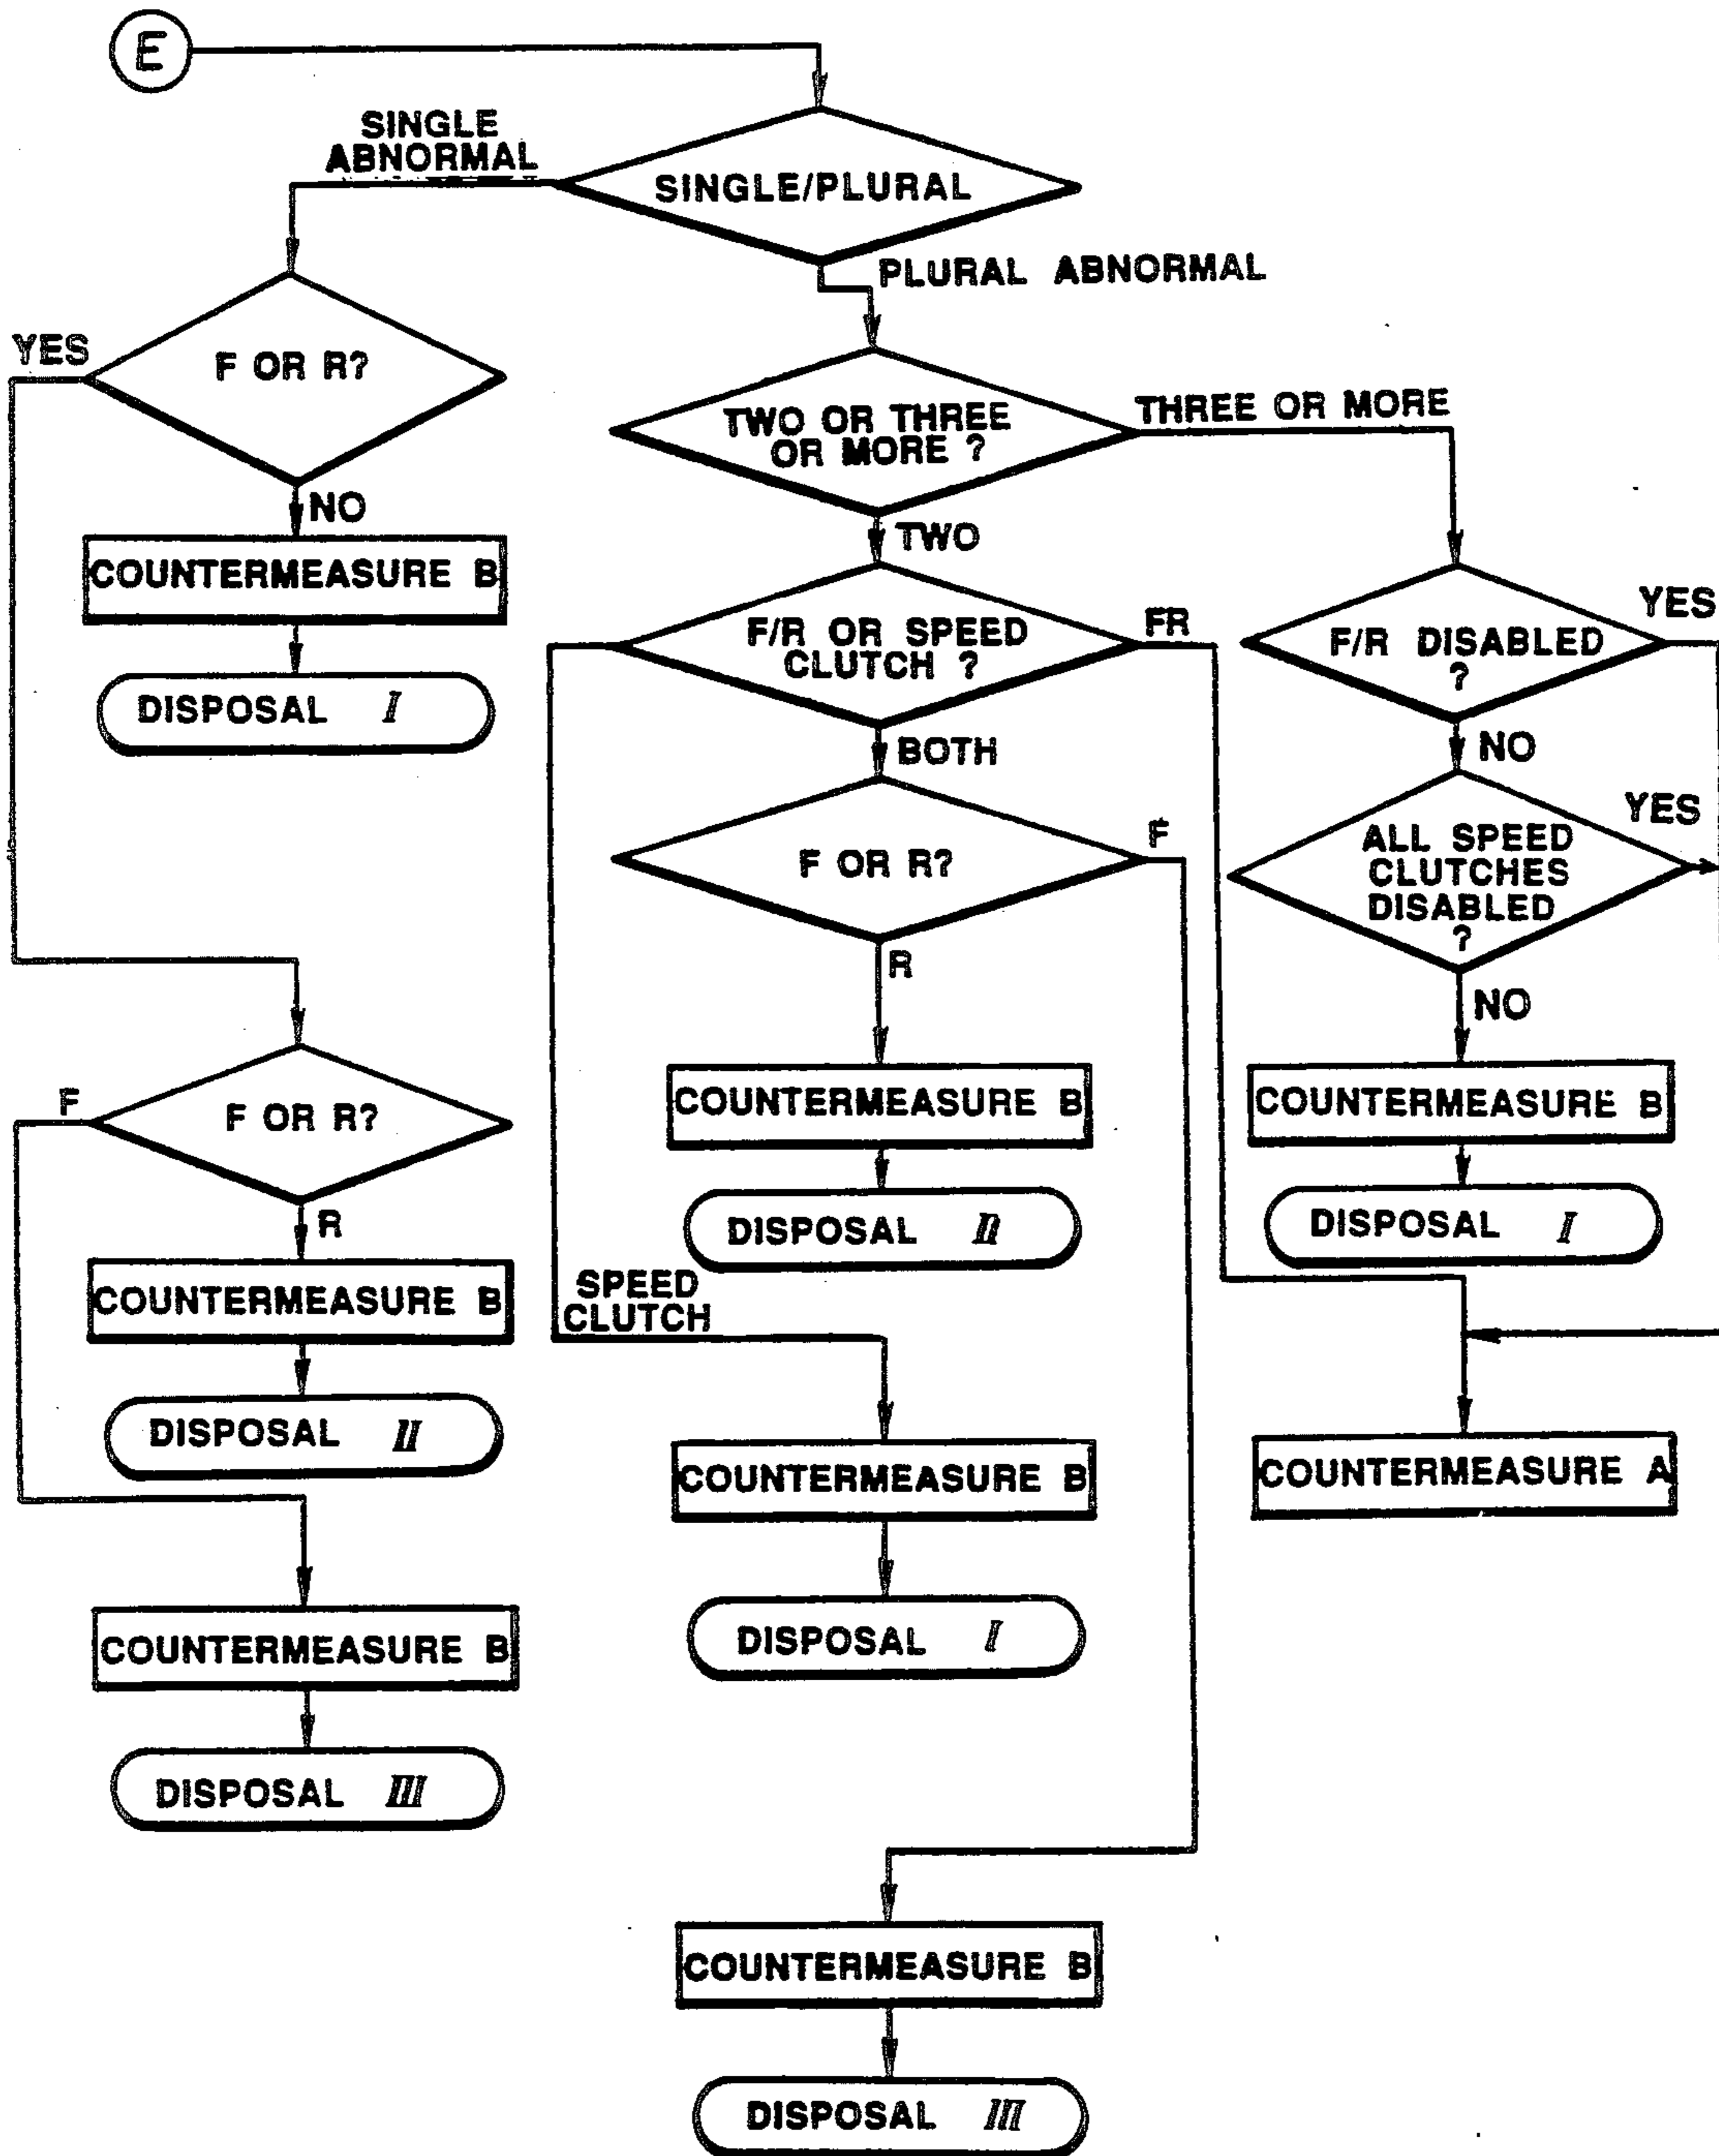 E
SINGLE
ABNORMAL
SINGLE/PLURAL
PLURAL ABNORMAL
YES
F OR R?
NO
COUNTERMEASURE B
DISPOSAL I
TWO OR THREE
OR MORE ?
THREE OR MORE
TWO
F/R OR SPEED
CLUTCH ?
FR
F/R DISABLED
?
YES
BOTH
NO
F OR R?
F
ALL SPEED
CLUTCHES
DISABLED
?
YES
R
NO
F
F OR R?
R
COUNTERMEASURE B
DISPOSAL II
COUNTERMEASURE B
DISPOSAL II
COUNTERMEASURE B
DISPOSAL I
SPEED
CLUTCH
COUNTERMEASURE B
DISPOSAL I
COUNTERMEASURE A
COUNTERMEASURE B
DISPOSAL III
COUNTERMEASURE B
DISPOSAL III